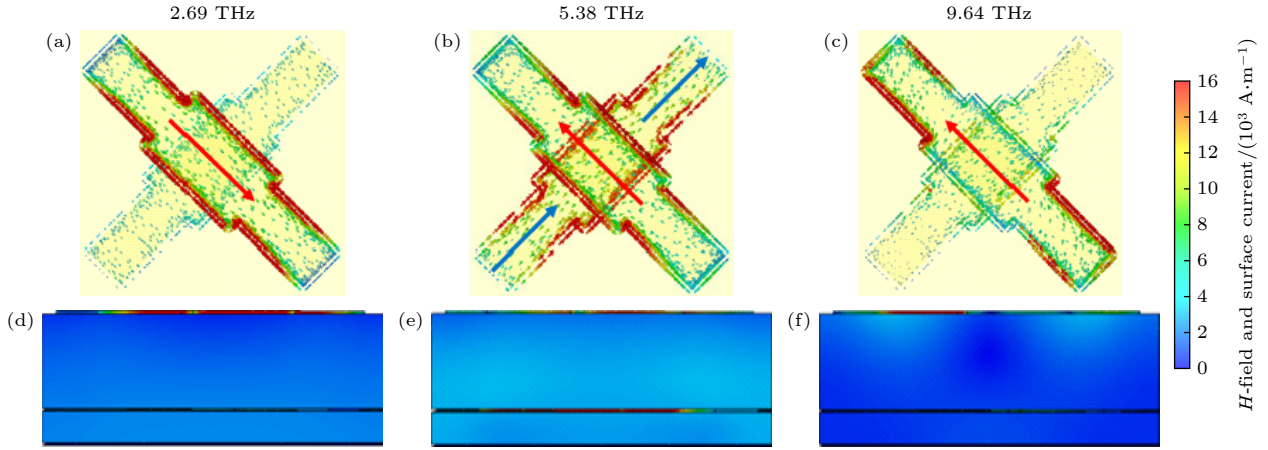 2.69 THz
5.38 THz
9.64 THz
(a)
(b)
(c)
(d)
(e)
(f)
16
14
12
10
8
6
4
2
0
H-field and surface current/(10³ A·m⁻¹)